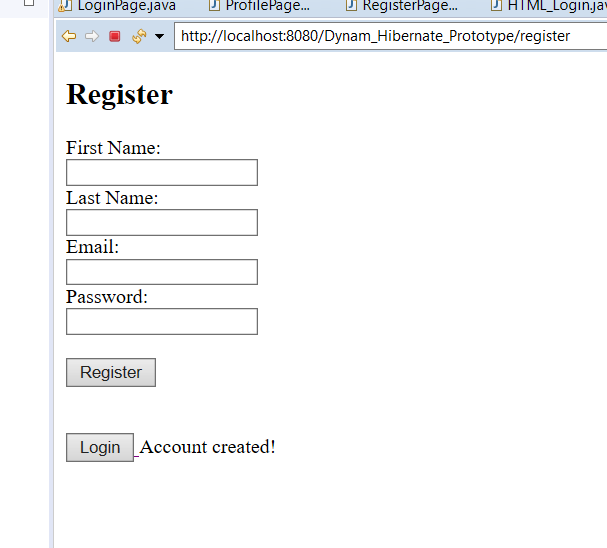 LoginPage.java ProfilePage... RegisterPage... HTML_Login.jav
http://localhost:8080/Dynam_Hibernate_Prototype/register
Register
First Name:
Last Name:
Email:
Password:
Register
Login Account created!